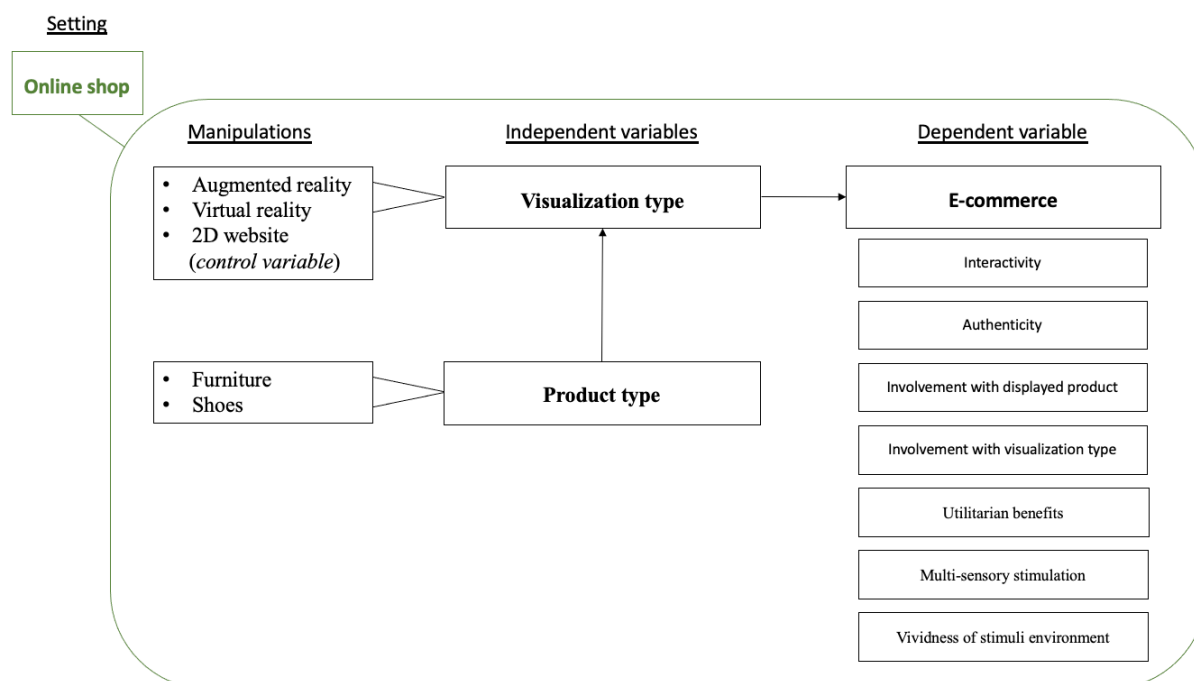 Setting
Online shop
Manipulations
Independent variables
Dependent variable
• Augmented reality
• Virtual reality
• 2D website
(control variable)
Visualization type
E-commerce
Interactivity
Authenticity
• Furniture
• Shoes
Product type
Involvement with displayed product
Involvement with visualization type
Utilitarian benefits
Multi-sensory stimulation
Vividness of stimuli environment